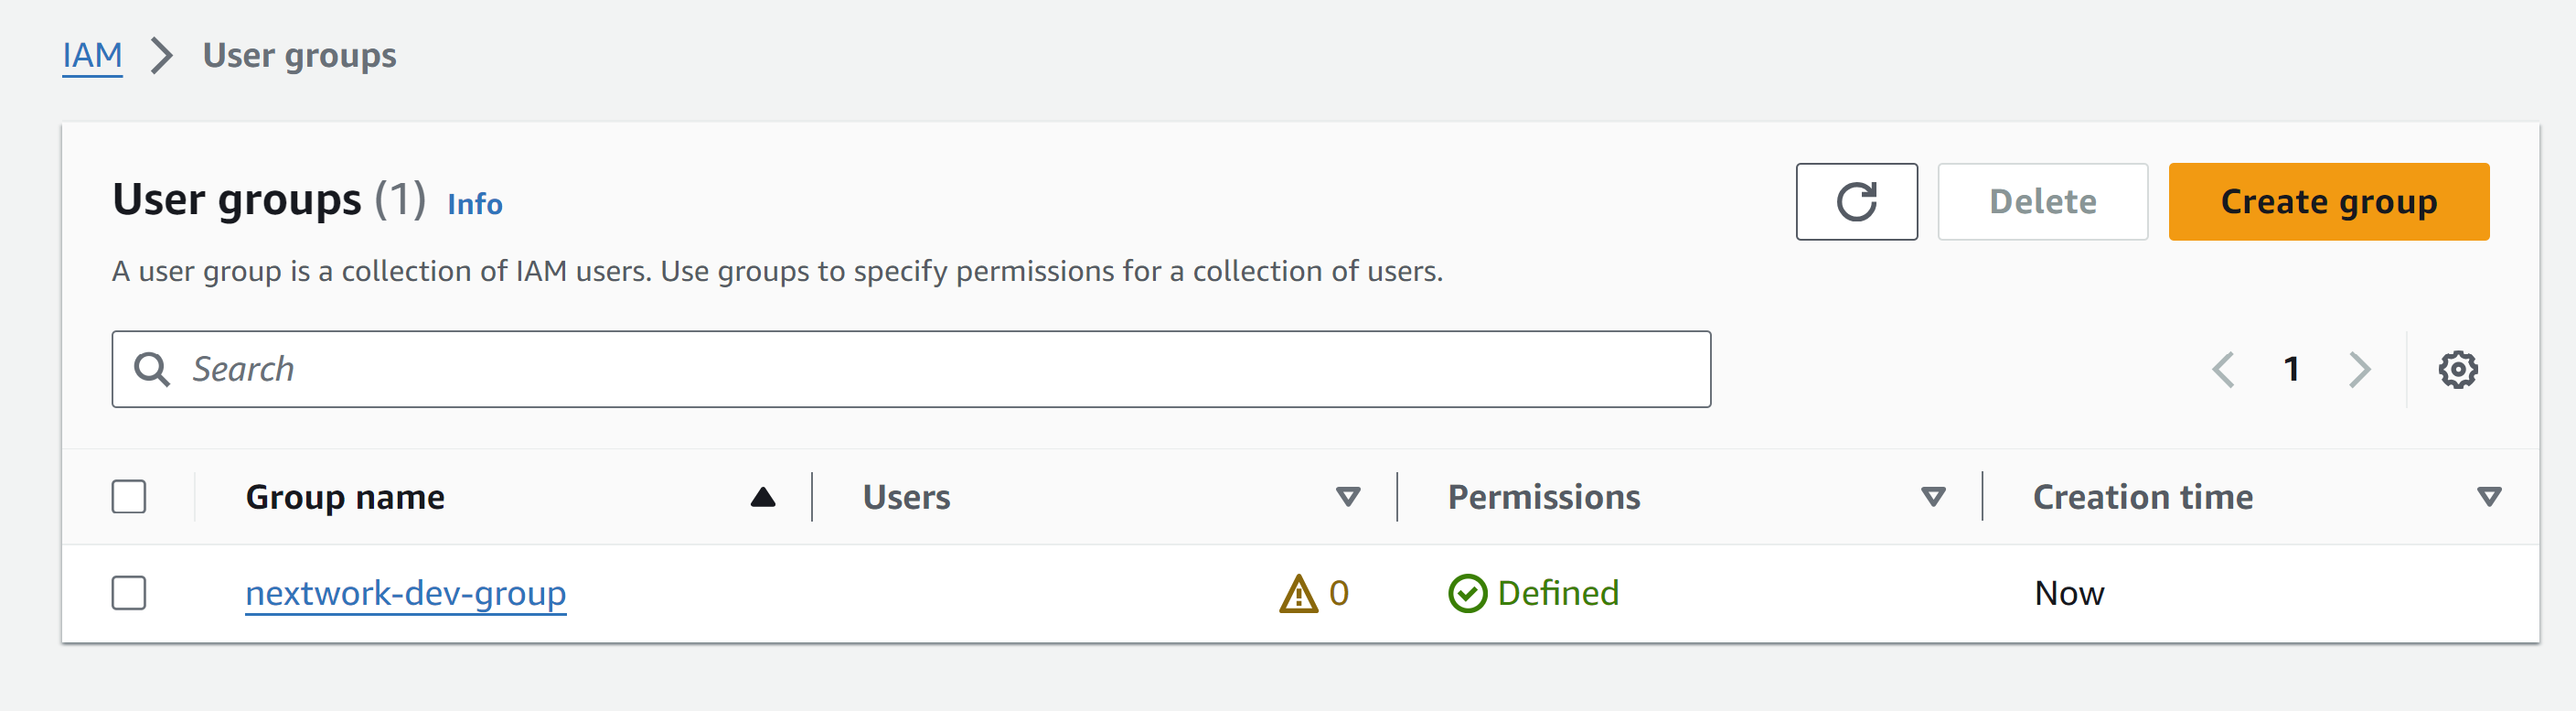 IAM User groups
User groups (1) Info
Delete
Create group
A user group is a collection of IAM users. Use groups to specify permissions for a collection of users.
Search
1
Group name Users Permissions Creation time
nextwork-dev-group 0 Defined Now